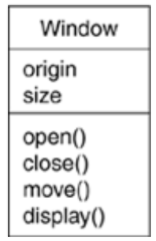 Window
origin
size
open()
close()
move()
display()